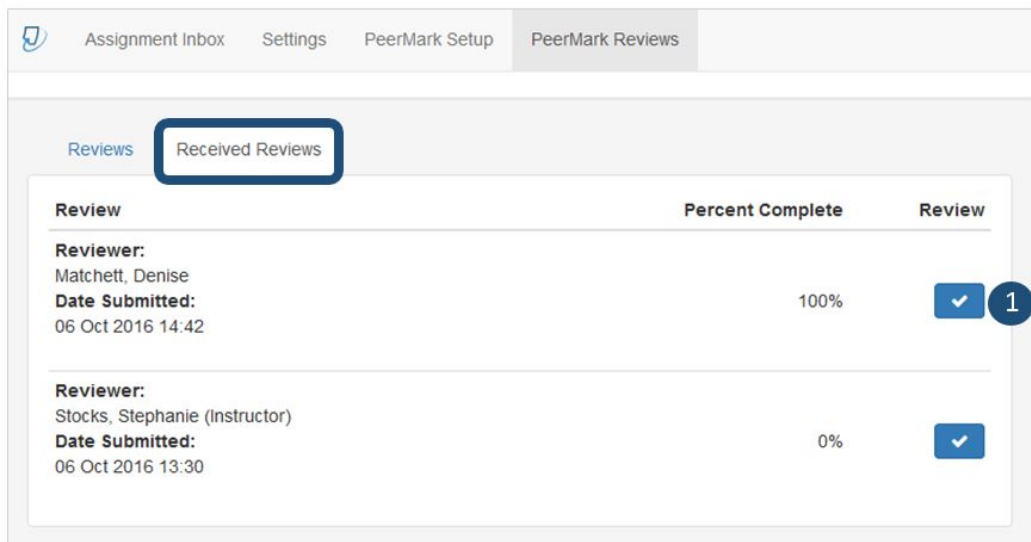 Assignment Inbox Settings PeerMark Setup PeerMark Reviews
Reviews Received Reviews
Review Percent Complete Review
Reviewer:
Matchett, Denise
Date Submitted:
06 Oct 2016 14:42
100%
1
Reviewer:
Stocks, Stephanie (Instructor)
Date Submitted:
06 Oct 2016 13:30
0%